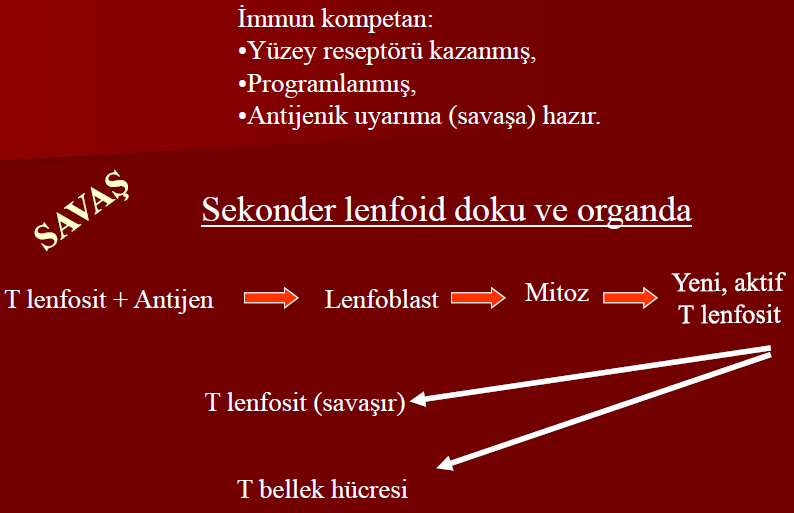 İmmun kompetan:
•Yüzey reseptörü kazanmış,
•Programlanmış,
•Antijenik uyarıma (savaşa) hazır.
SAVAŞ
Sekonder lenfoid doku ve organda
T lenfosit + Antijen
Lenfoblast
Mitoz
Yeni, aktif
T lenfosit
T lenfosit (savaşır)
T bellek hücresi